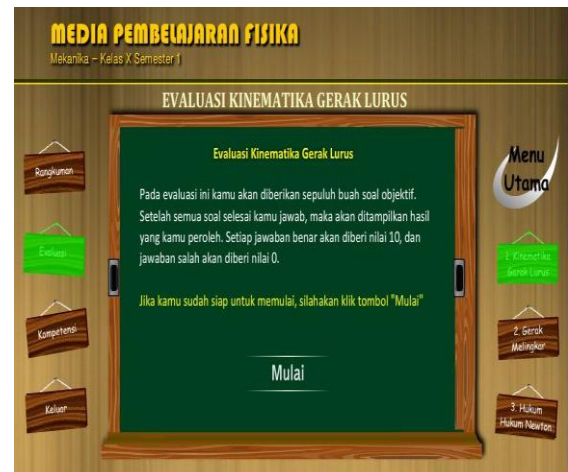 MEDIA PEMBELAJARAN FISIKA
Mekanika – Kelas X Semester 1
EVALUASI KINEMATIKA GERAK LURUS
Evaluasi Kinematika Gerak Lurus
Pada evaluasi ini kamu akan diberikan sepuluh buah soal objektif.
Setelah semua soal selesai kamu jawab, maka akan ditampilkan hasil
yang kamu peroleh. Setiap jawaban benar akan diberi nilai 10, dan
jawaban salah akan diberi nilai 0.
Jika kamu sudah siap untuk memulai, silahakan klik tombol "Mulai"
Mulai
Rangkuman
Evaluasi
Kompetensi
Keluar
Menu
Utama
1. Kinematika
Gerak Lurus
2. Gerak
Melingkar
3. Hukum
Hukum Newton